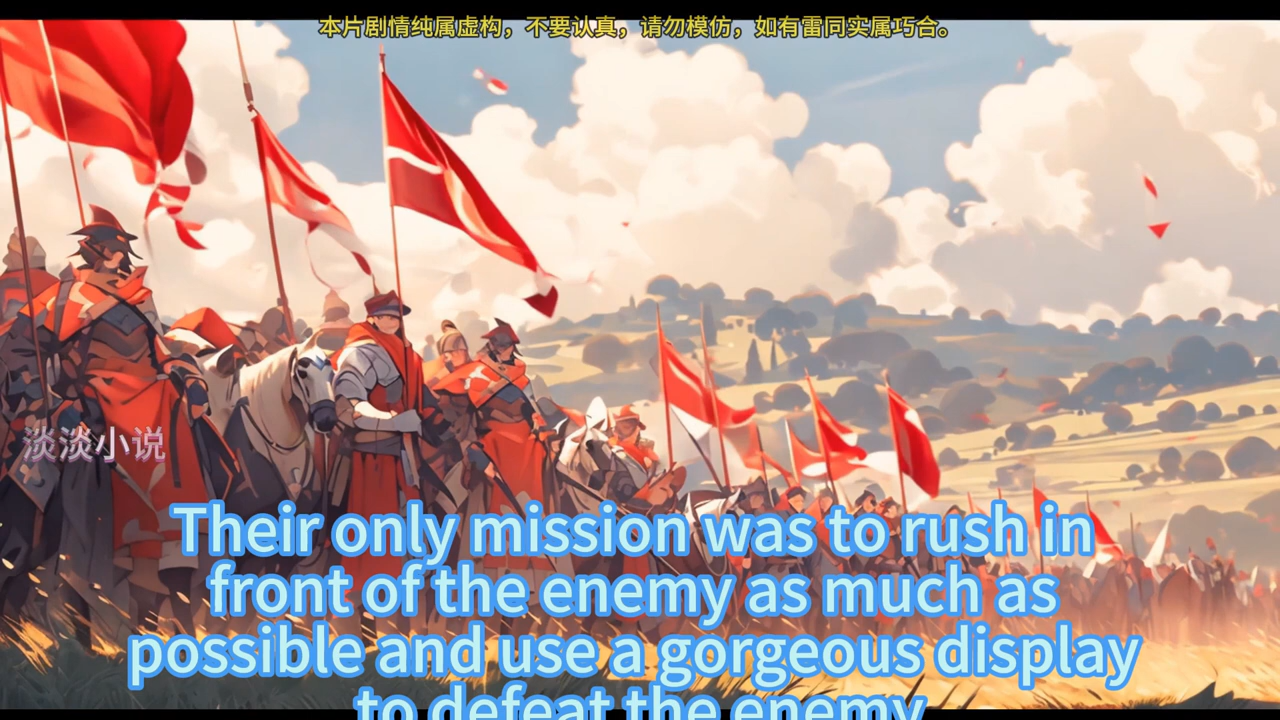 本片剧情纯属虚构，不要认真，请勿模仿，如有雷同实属巧合。
淡淡小说
Their only mission was to rush in
front of the enemy as much as
possible and use a gorgeous display
to defeat the enemy